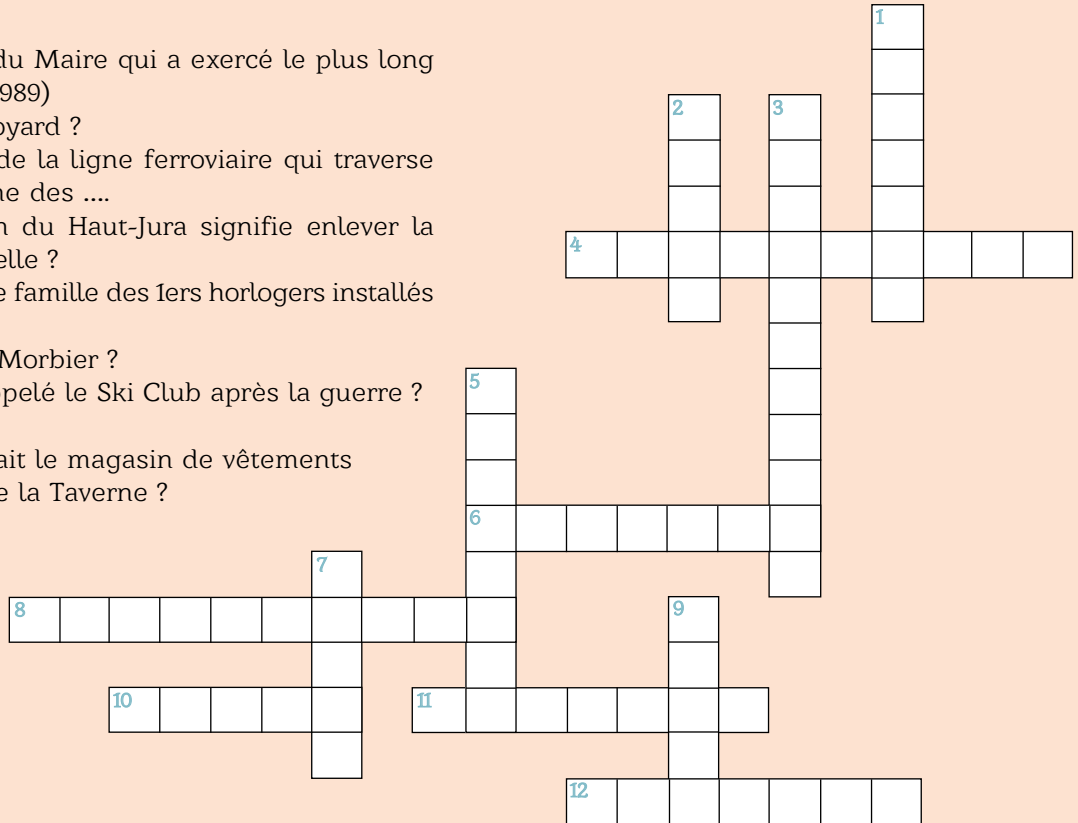 du Maire qui a exercé le plus long
989)
oyard ?
de la ligne ferroviaire qui traverse
ne des ....
n du Haut-Jura signifie enlever la
elle ?
e famille des 1ers horlogers installés
Morbier ?
pelé le Ski Club après la guerre ?
ait le magasin de vêtements
e la Taverne ?
1
2
3
4
5
6
7
8
9
10
11
12